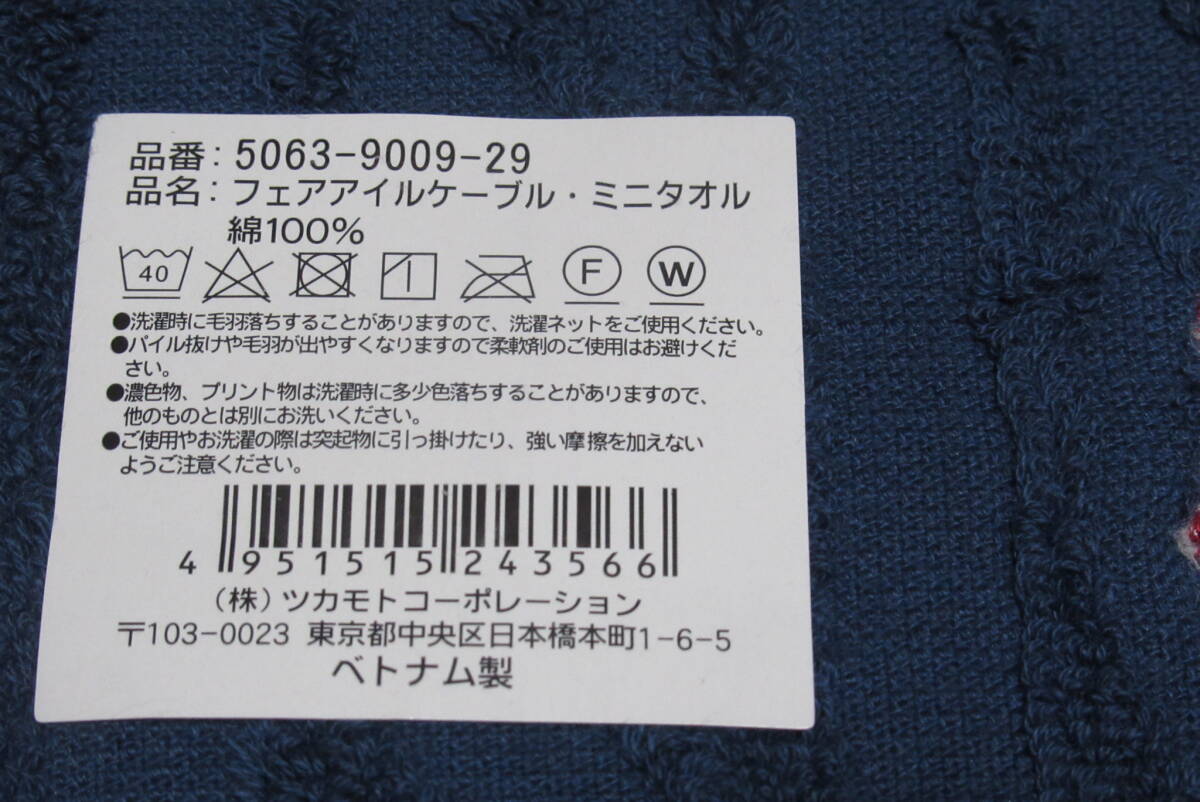 品番：5063-9009-29
品名：フェアアイルケーブル・ミニタオル
綿100%
40 F W
●洗濯時に毛羽落ちすることがありますので、洗濯ネットをご使用ください。
●パイル抜けや毛羽が出やすくなりますので柔軟剤のご使用はお避けくだ
さい。
●濃色物、プリント物は洗濯時に多少色落ちすることがありますので、
他のものとは別にお洗いください。
●ご使用やお洗濯の際は突起物に引っ掛けたり、強い摩擦を加えない
ようご注意ください。
4 951515 243566
（株）ツカモトコーポレーション
〒103-0023 東京都中央区日本橋本町1-6-5
ベトナム製